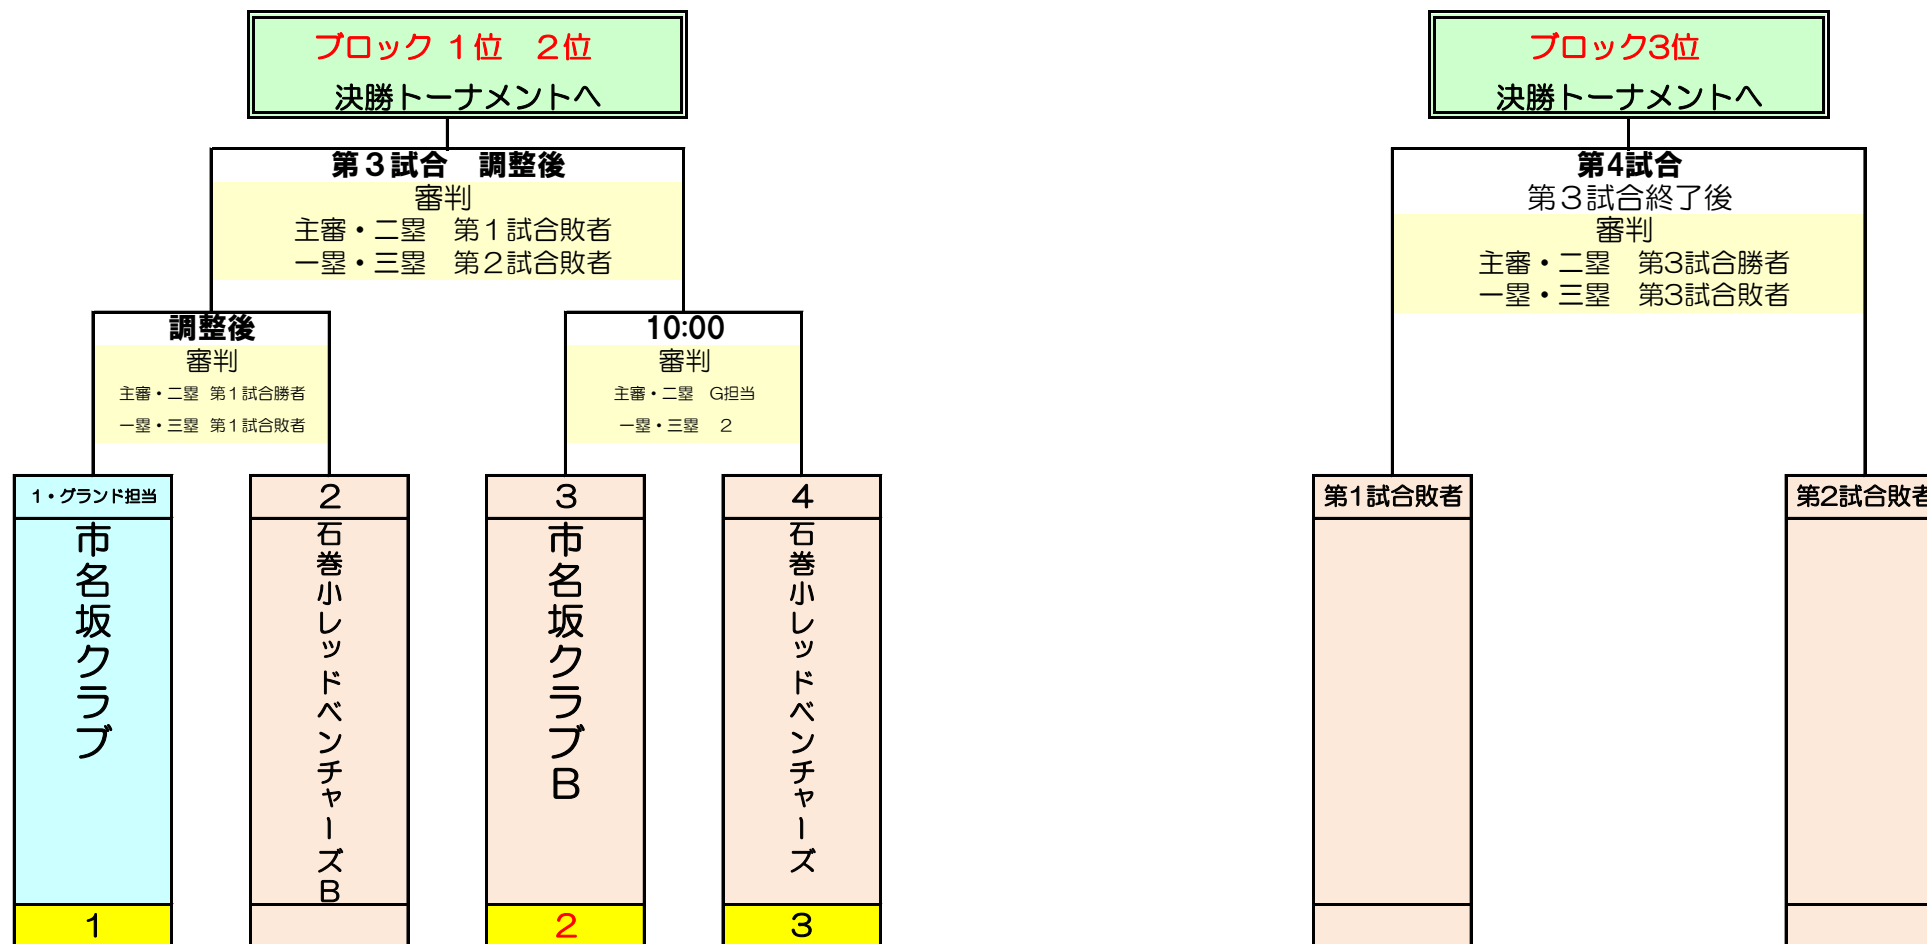 ブロック １位　２位
決勝トーナメントへ
第３試合　調整後
審判
主審・二塁　第１試合敗者
一塁・三塁　第２試合敗者
調整後
審判
主審・二塁 第１試合勝者
一塁・三塁 第１試合敗者
10:00
審判
主審・二塁　G担当
一塁・三塁　２
1・グランド担当
市名坂クラブ
1
2
石巻小レッドベンチャーズB
3
市名坂クラブB
2
4
石巻小レッドベンチャーズ
3
ブロック3位
決勝トーナメントへ
第4試合
第３試合終了後
審判
主審・二塁　第3試合勝者
一塁・三塁　第3試合敗者
第1試合敗者
第2試合敗者